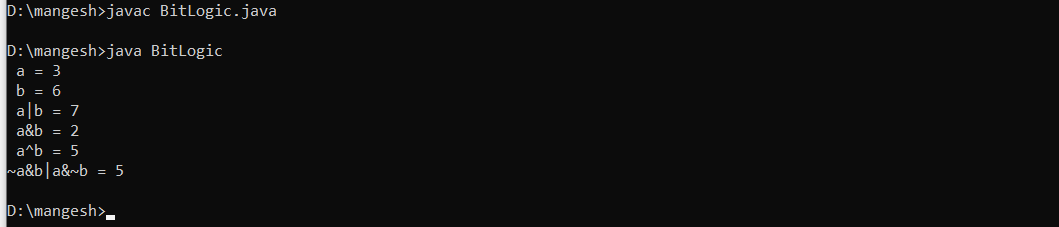 D:\mangesh>javac BitLogic.java
D:\mangesh>java BitLogic
a = 3
b = 6
a|b = 7
a&b = 2
a^b = 5
~a&b|a&~b = 5
D:\mangesh>